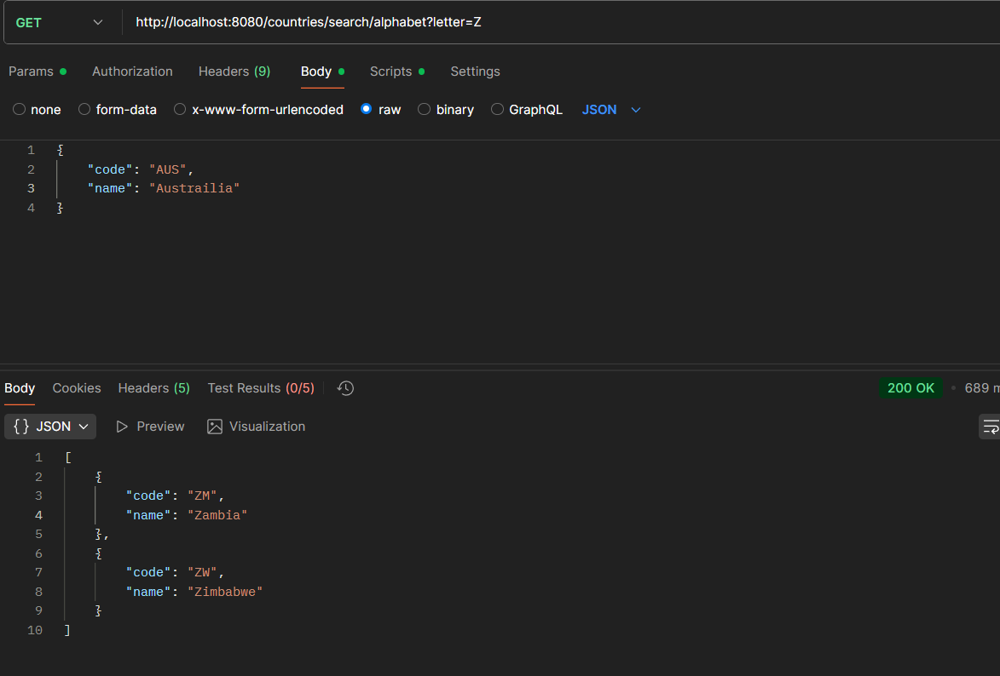 GET http://localhost:8080/countries/search/alphabet?letter=Z
Params Authorization Headers (9) Body Scripts Settings
none form-data x-www-form-urlencoded raw binary GraphQL JSON
1 {
2 "code": "AUS",
3 "name": "Austrailia"
4 }
Body Cookies Headers (5) Test Results (0/5) 200 OK 689 m
{} JSON Preview Visualization
1 [
2 {
3 "code": "ZM",
4 "name": "Zambia"
5 },
6 {
7 "code": "ZW",
8 "name": "Zimbabwe"
9 }
10 ]